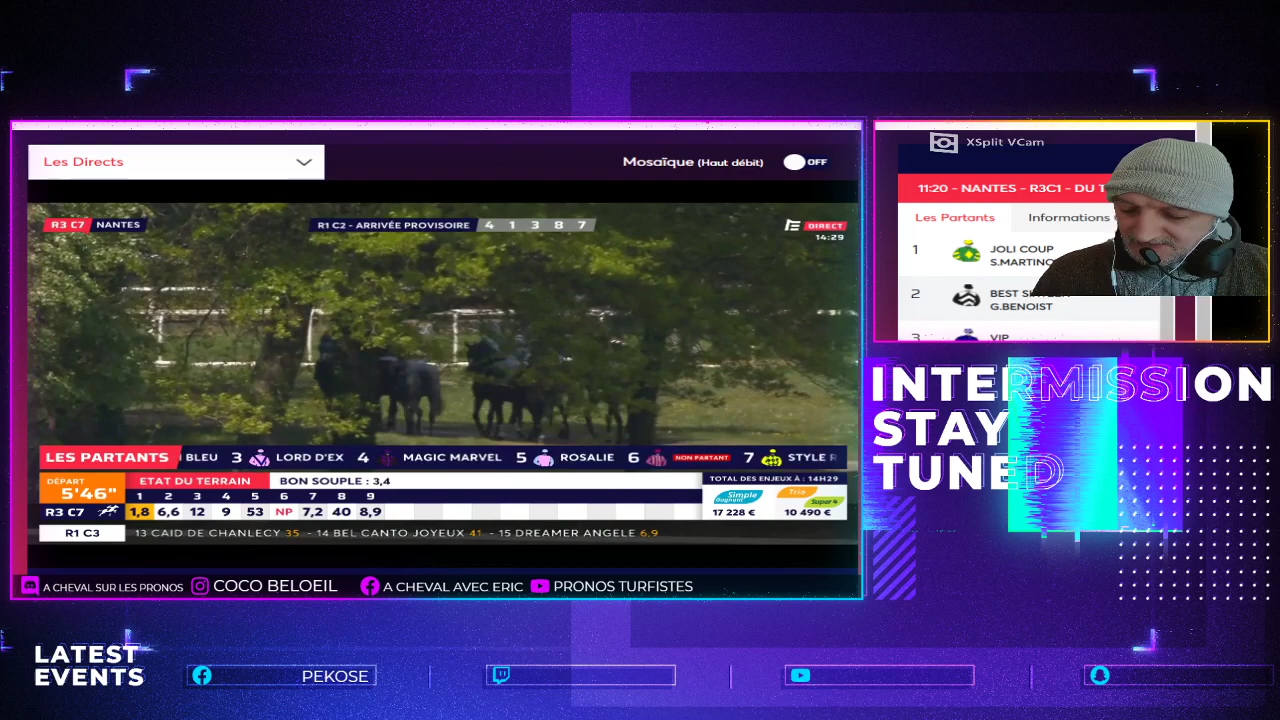 Les Directs
Mosaïque (Haut débit)
OFF
R3 C7 NANTES
R1 C2 - ARRIVÉE PROVISOIRE 4 1 3 8 7
DIRECT
14:29
LES PARTANTS BLEU 3 LORD D'EX 4 MAGIC MARVEL 5 ROSALIE 6 NON PARTANT 7 STYLE R
DÉPART
5'46"
ETAT DU TERRAIN BON SOUPLE : 3,4
1 2 3 4 5 6 7 8 9
R3 C7 1,8 6,6 12 9 53 NP 7,2 40 8,9
TOTAL DES ENJEUX À : 14H29
Simple Gagnant Trio Super4
17 228 € 10 490 €
R1 C3 13 CAID DE CHANLECY 35 - 14 BEL CANTO JOYEUX 41 - 15 DREAMER ANGELE 6,9
A CHEVAL SUR LES PRONOS COCO BELOEIL A CHEVAL AVEC ERIC PRONOS TURFISTES
XSplit VCam
11:20 - NANTES - R3C1 - DU
Les Partants Informations
1 JOLI COUP
S.MARTINO
2 BEST
G.BENOIST
3 VIP
INTERMISSION
STAY
TUNED
LATEST
EVENTS
PEKOSE